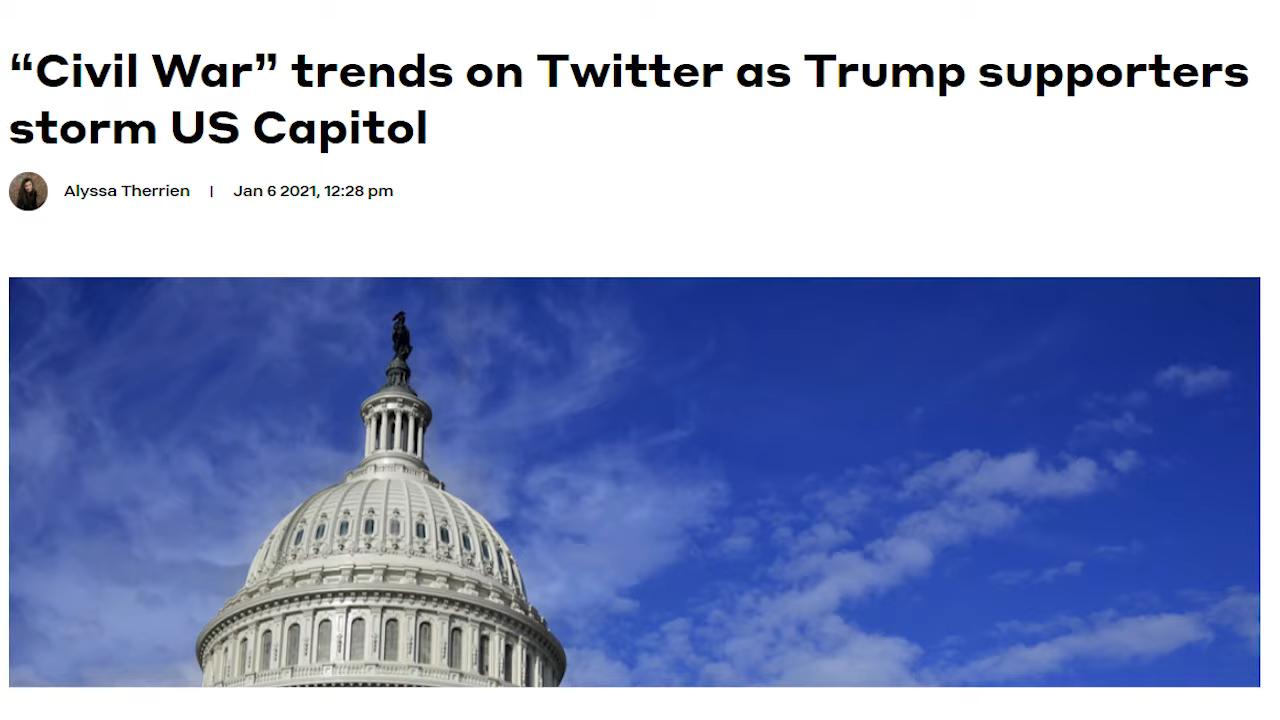 “Civil War” trends on Twitter as Trump supporters
storm US Capitol
Alyssa Therrien | Jan 6 2021, 12:28 pm